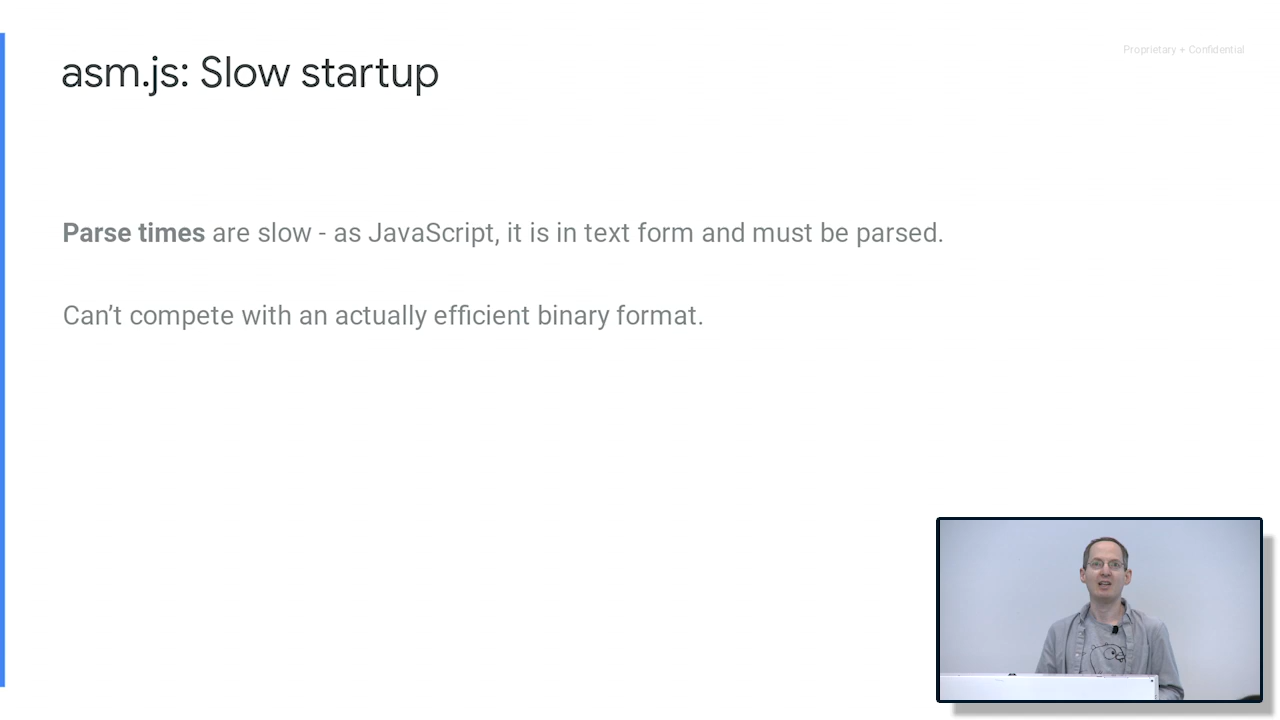 Proprietary + Confidential
asm.js: Slow startup
Parse times are slow - as JavaScript, it is in text form and must be parsed.
Can’t compete with an actually efficient binary format.